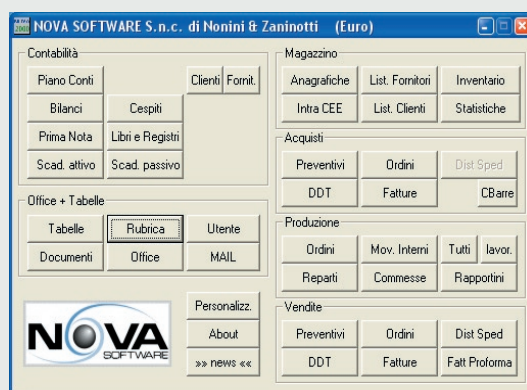 NOVA SOFTWARE S.n.c. di Nonini & Zaninotti (Euro)
Contabilità
Piano Conti Clienti Fornit.
Bilanci Cespiti
Prima Nota Libri e Registri
Scad. attivo Scad. passivo
Office + Tabelle
Tabelle Rubrica Utente
Documenti Office MAIL
NOVA
SOFTWARE
Personalizz.
About
»» news ««
Magazzino
Anagrafiche List. Fornitori Inventario
Intra CEE List. Clienti Statistiche
Acquisti
Preventivi Ordini Dist Sped
DDT Fatture CBarre
Produzione
Ordini Mov. Interni Tutti lavor.
Reparti Commesse Rapportini
Vendite
Preventivi Ordini Dist Sped
DDT Fatture Fatt Proforma